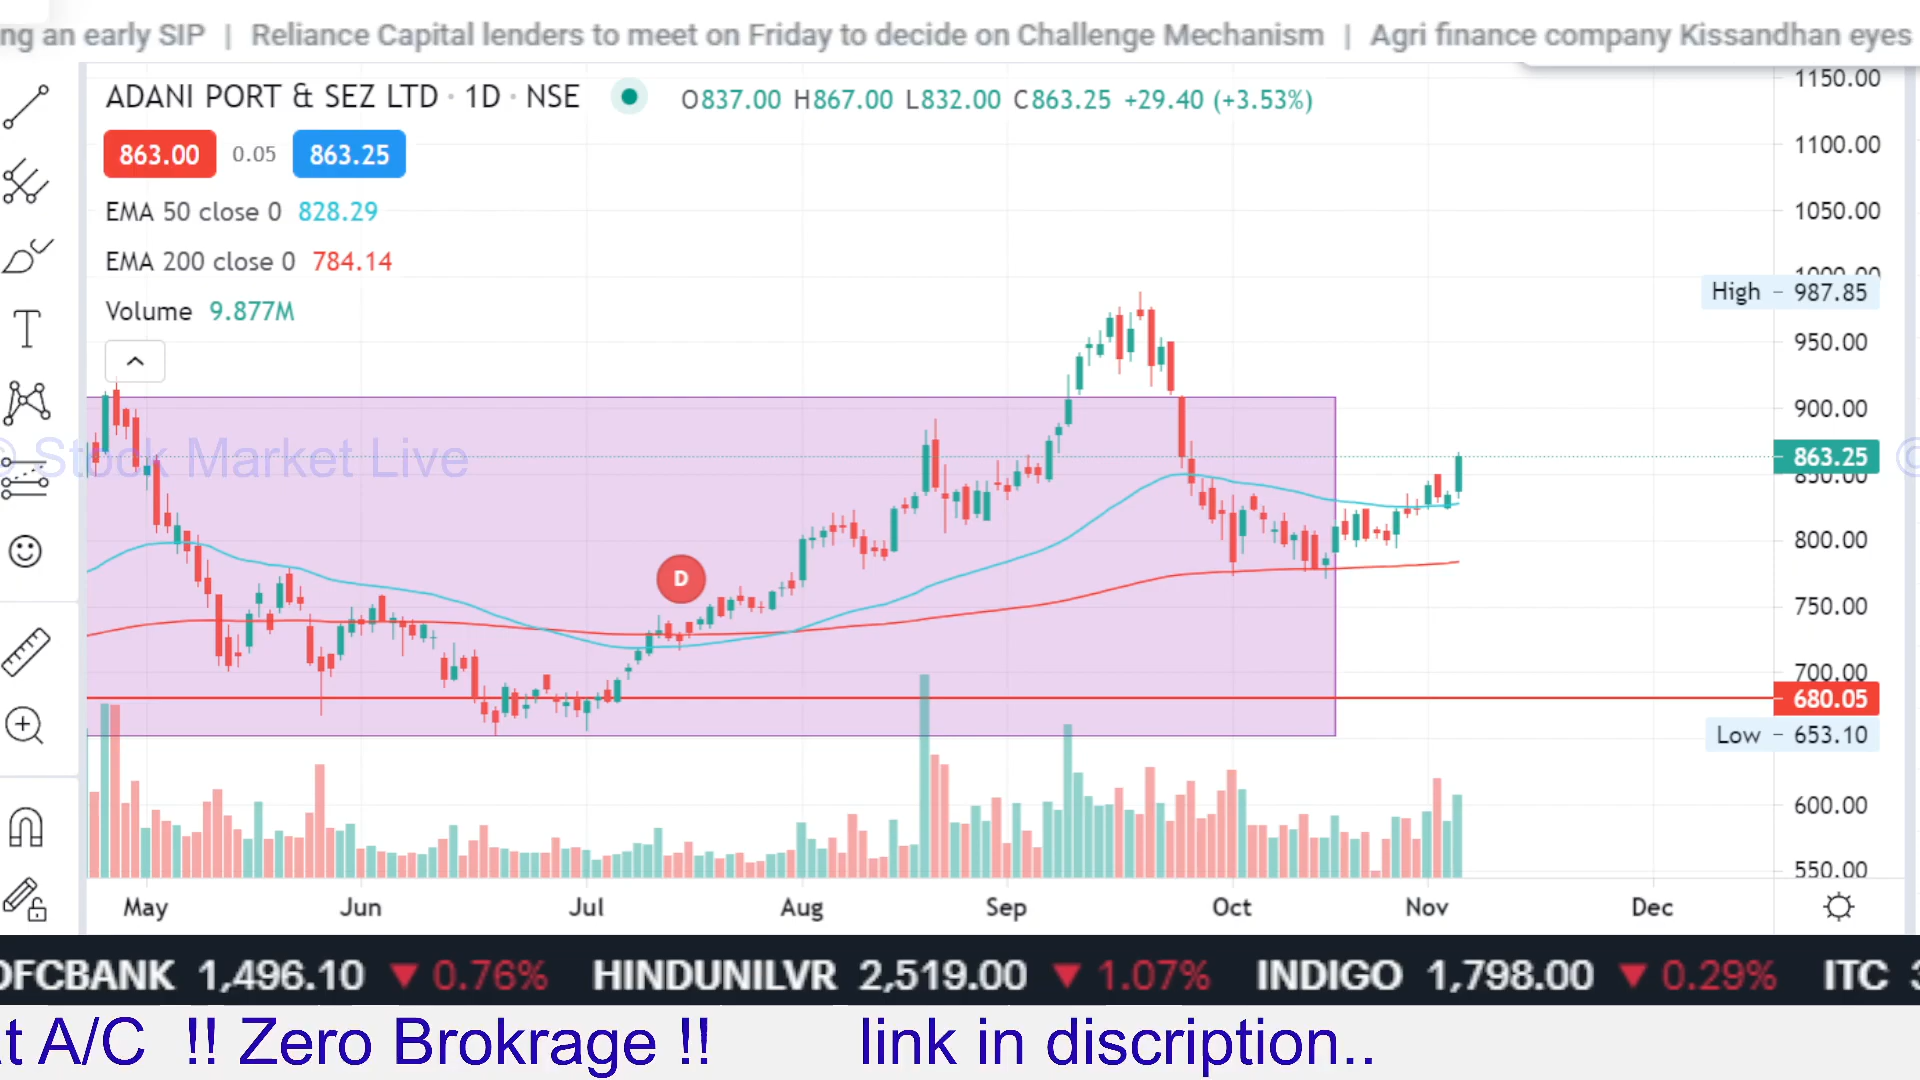 ng an early SIP | Reliance Capital lenders to meet on Friday to decide on Challenge Mechanism | Agri finance company Kissandhan eyes
ADANI PORT & SEZ LTD · 1D · NSE O837.00 H867.00 L832.00 C863.25 +29.40 (+3.53%)
863.00 0.05 863.25
EMA 50 close 0 828.29
EMA 200 close 0 784.14
Volume 9.877M
1150.00
1100.00
1050.00
1000.00
High - 987.85
950.00
900.00
863.25
850.00
800.00
750.00
700.00
680.05
Low - 653.10
600.00
550.00
© Stock Market Live ©
D
May Jun Jul Aug Sep Oct Nov Dec
DFCBANK 1,496.10 ▼ 0.76% HINDUNILVR 2,519.00 ▼ 1.07% INDIGO 1,798.00 ▼ 0.29% ITC 3
t A/C !! Zero Brokrage !! link in discription..